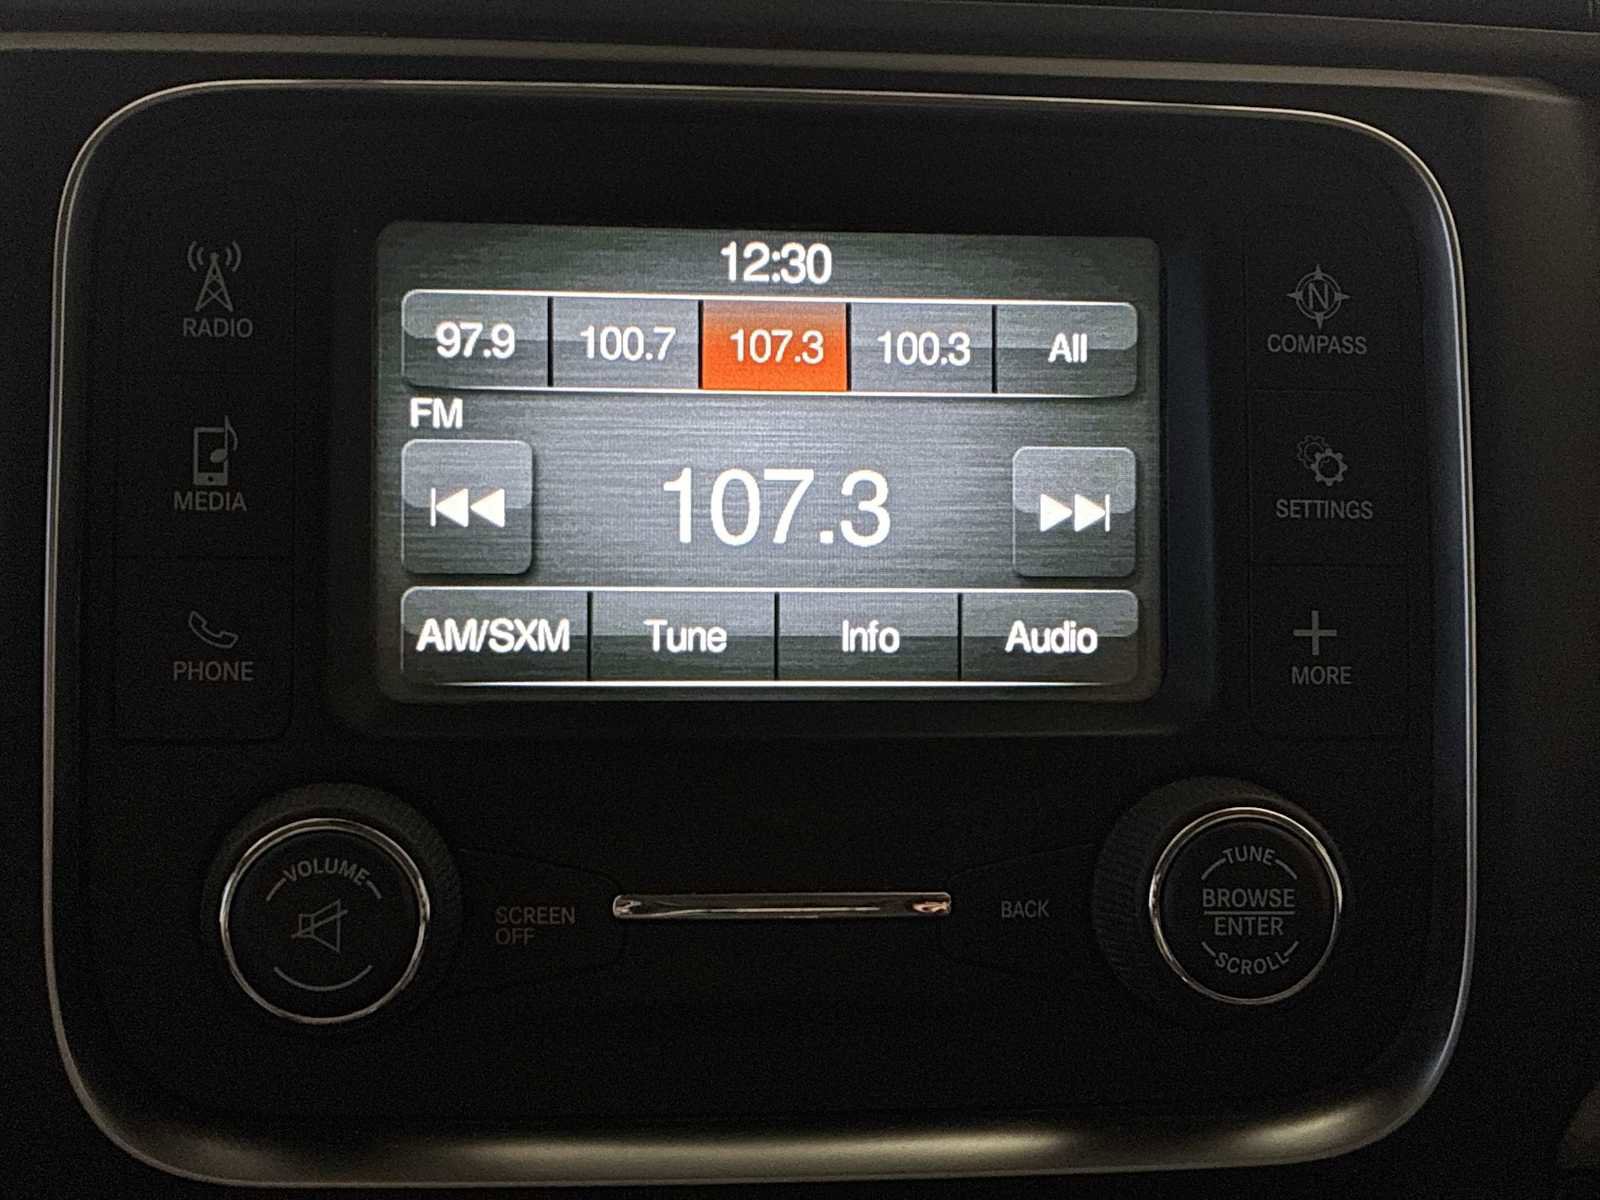 12:30
97.9 100.7 107.3 100.3 All
FM
107.3
AM/SXM Tune Info Audio
RADIO
MEDIA
PHONE
N
COMPASS
SETTINGS
MORE
VOLUME
SCREEN
OFF
BACK
TUNE
BROWSE
ENTER
SCROLL